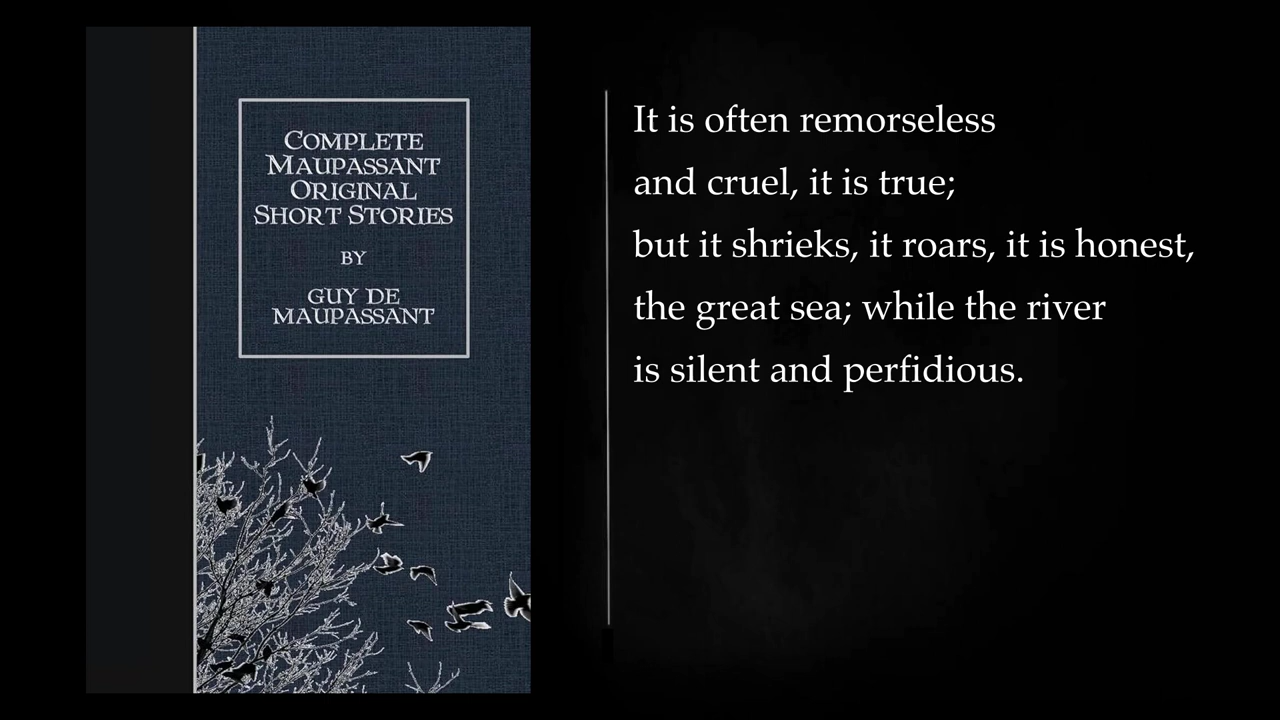 COMPLETE
MAUPASSANT
ORIGINAL
SHORT STORIES
BY
GUY DE
MAUPASSANT
It is often remorseless
and cruel, it is true;
but it shrieks, it roars, it is honest,
the great sea; while the river
is silent and perfidious.